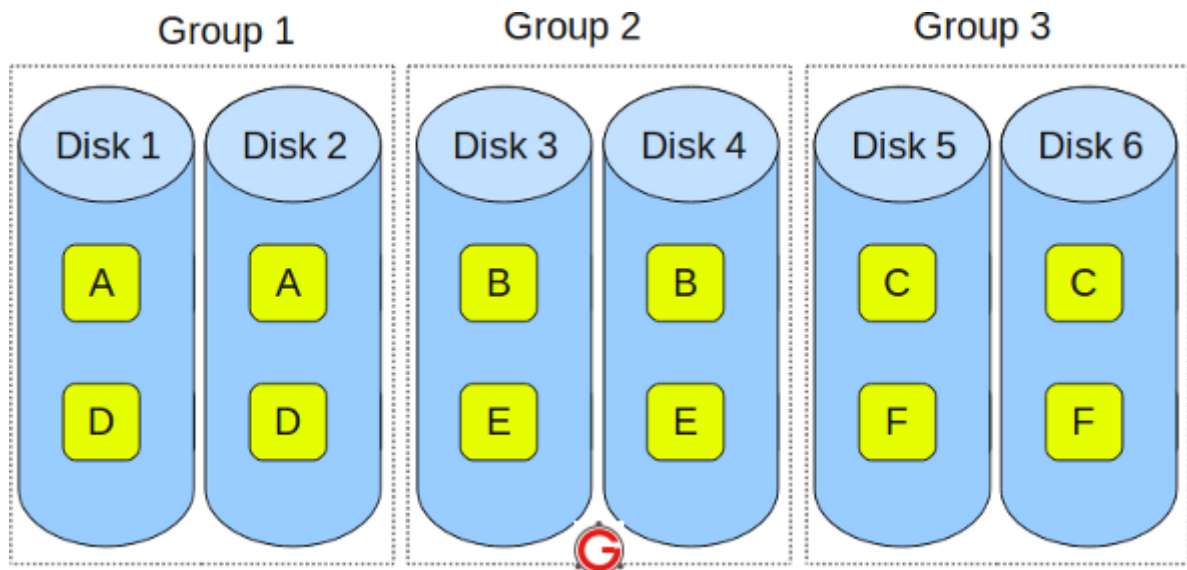 Group 1 Group 2 Group 3
Disk 1 Disk 2 Disk 3 Disk 4 Disk 5 Disk 6
A A B B C C
D D E E F F
G